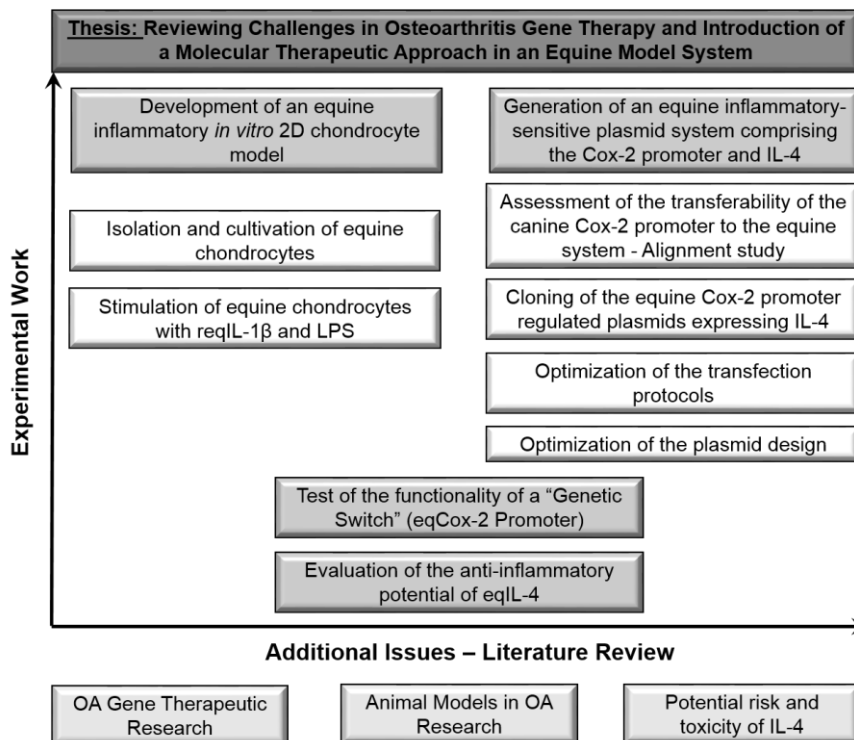 Thesis: Reviewing Challenges in Osteoarthritis Gene Therapy and Introduction of
a Molecular Therapeutic Approach in an Equine Model System
Development of an equine
inflammatory in vitro 2D chondrocyte
model
Isolation and cultivation of equine
chondrocytes
Stimulation of equine chondrocytes
with reqIL-1β and LPS
Generation of an equine inflammatory-
sensitive plasmid system comprising
the Cox-2 promoter and IL-4
Assessment of the transferability of the
canine Cox-2 promoter to the equine
system - Alignment study
Cloning of the equine Cox-2 promoter
regulated plasmids expressing IL-4
Optimization of the transfection
protocols
Optimization of the plasmid design
Test of the functionality of a “Genetic
Switch” (eqCox-2 Promoter)
Evaluation of the anti-inflammatory
potential of eqIL-4
Experimental Work
Additional Issues – Literature Review
OA Gene Therapeutic
Research
Animal Models in OA
Research
Potential risk and
toxicity of IL-4